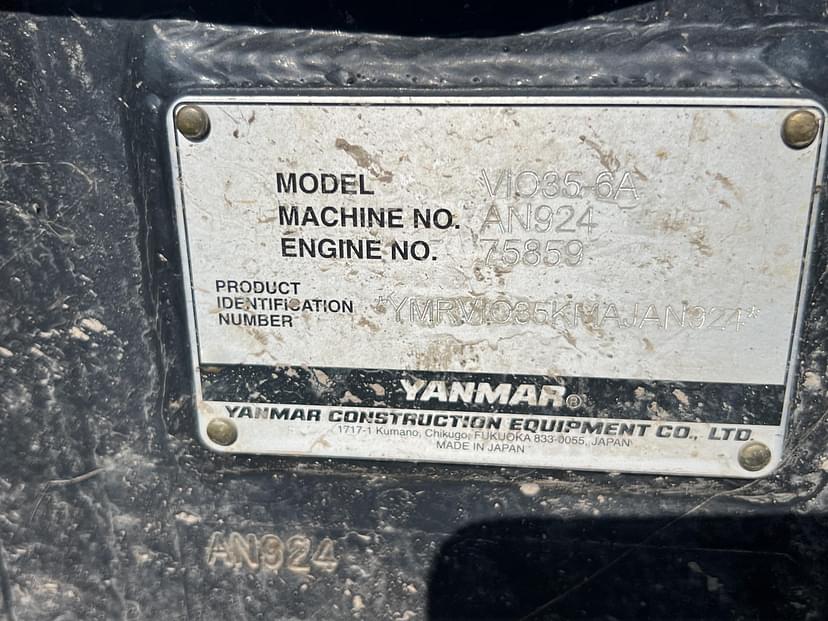 MODEL VIO35-6A
MACHINE NO. AN924
ENGINE NO. 75859
PRODUCT
IDENTIFICATION
NUMBER
*YMRVIO35KMAJAN924*
YANMAR®
YANMAR CONSTRUCTION EQUIPMENT CO., LTD.
1717-1 Kumano, Chikugo, FUKUOKA 833-0055, JAPAN
MADE IN JAPAN
AN924